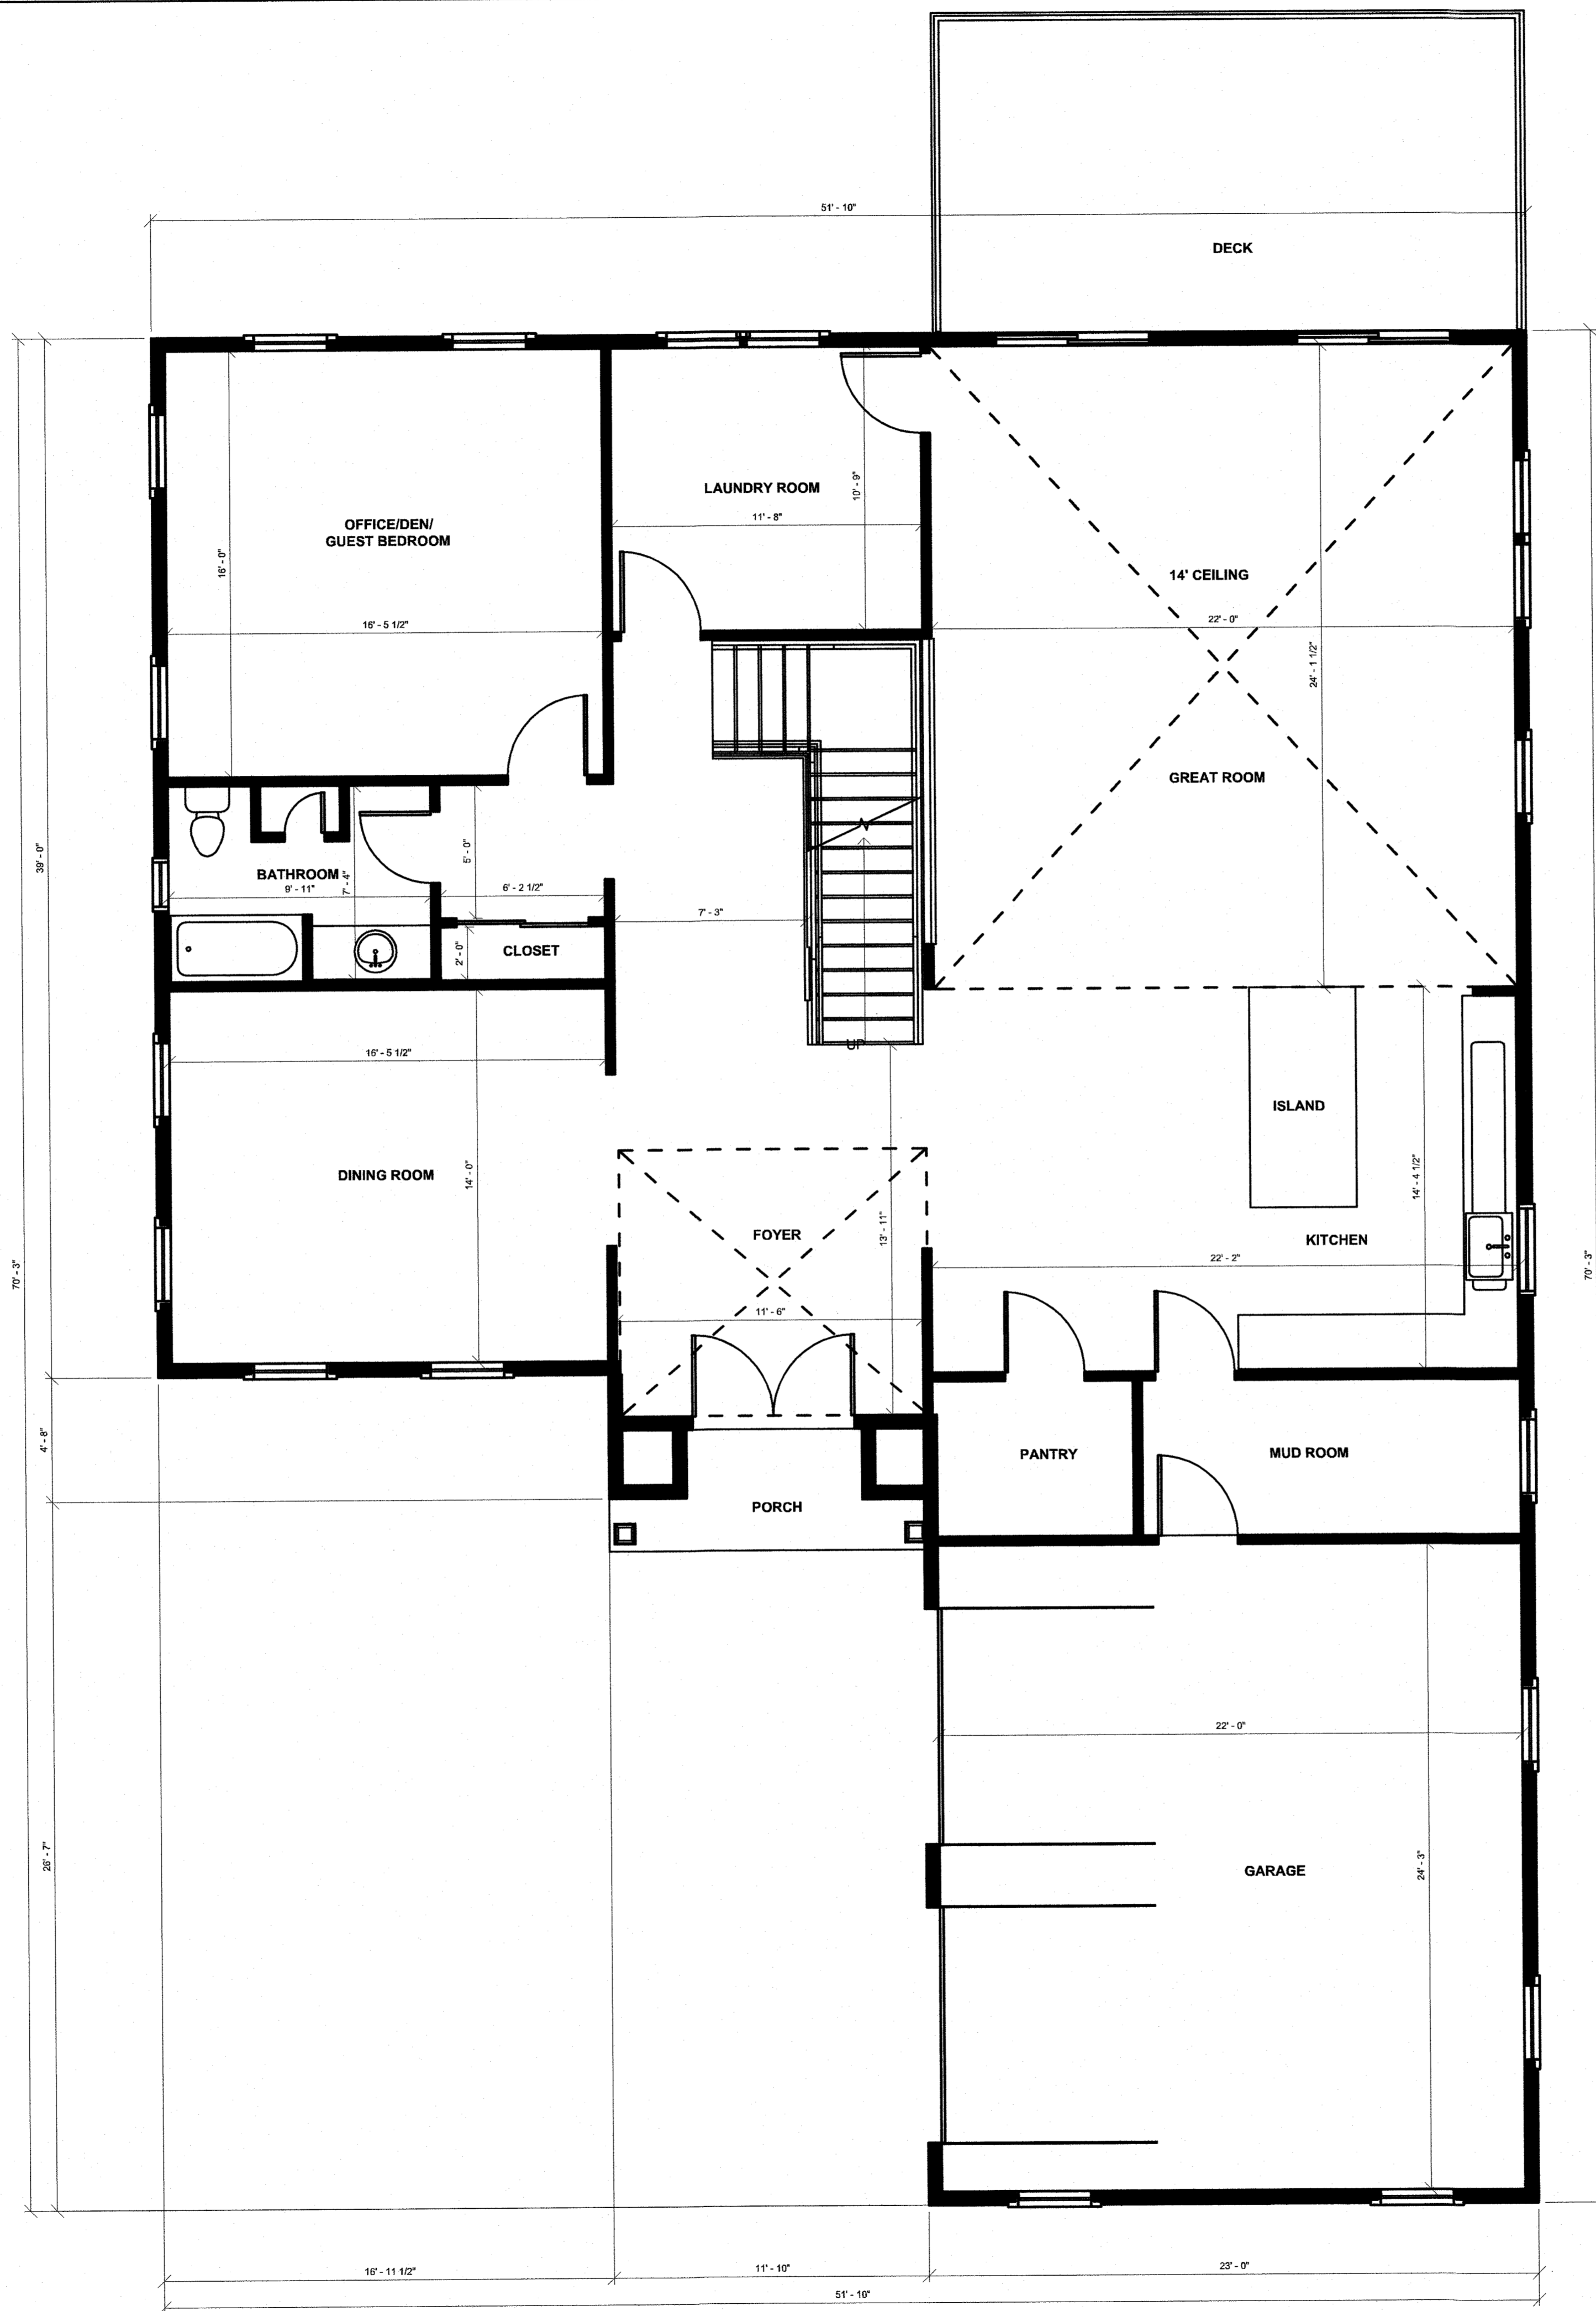 51' - 10"
DECK
LAUNDRY ROOM
10' - 9"
11' - 8"
OFFICE/DEN/
GUEST BEDROOM
16' - 0"
16' - 5 1/2"
14' CEILING
22' - 0"
24' - 1 1/2"
GREAT ROOM
39' - 0"
BATHROOM
9' - 11"
7' - 4"
5' - 0"
6' - 2 1/2"
7' - 3"
2' - 0"
CLOSET
UP
16' - 5 1/2"
DINING ROOM
14' - 0"
ISLAND
14' - 4 1/2"
FOYER
13' - 11"
KITCHEN
22' - 2"
11' - 6"
70' - 3"
70' - 3"
4' - 8"
PANTRY
MUD ROOM
PORCH
22' - 0"
GARAGE
24' - 3"
26' - 7"
16' - 11 1/2"
11' - 10"
23' - 0"
51' - 10"